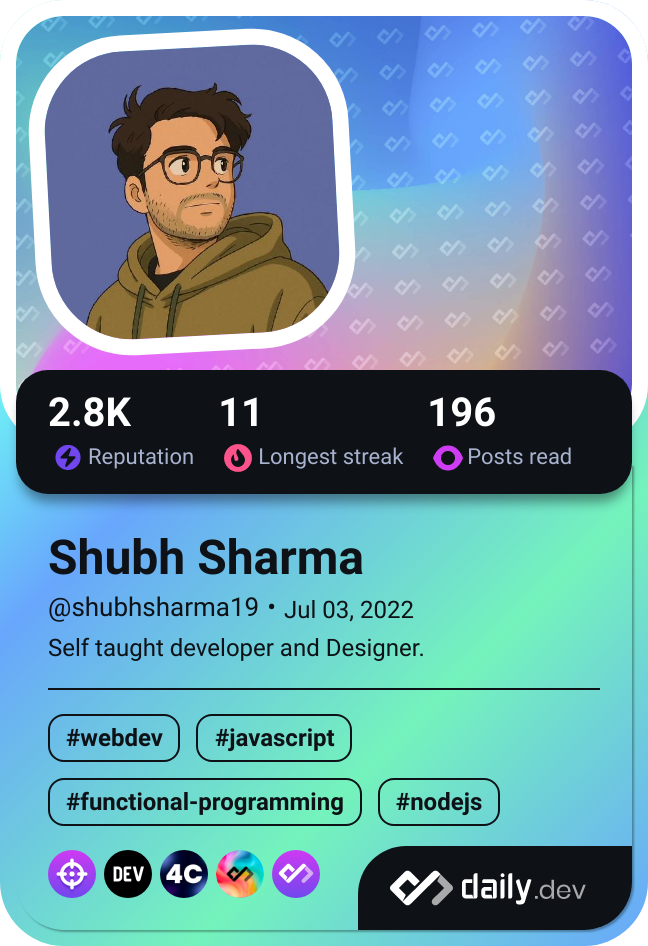 2.8K 11 196
Reputation Longest streak Posts read
Shubh Sharma
@shubhsharma19 • Jul 03, 2022
Self taught developer and Designer.
#webdev #javascript
#functional-programming #nodejs
DEV 4C daily.dev